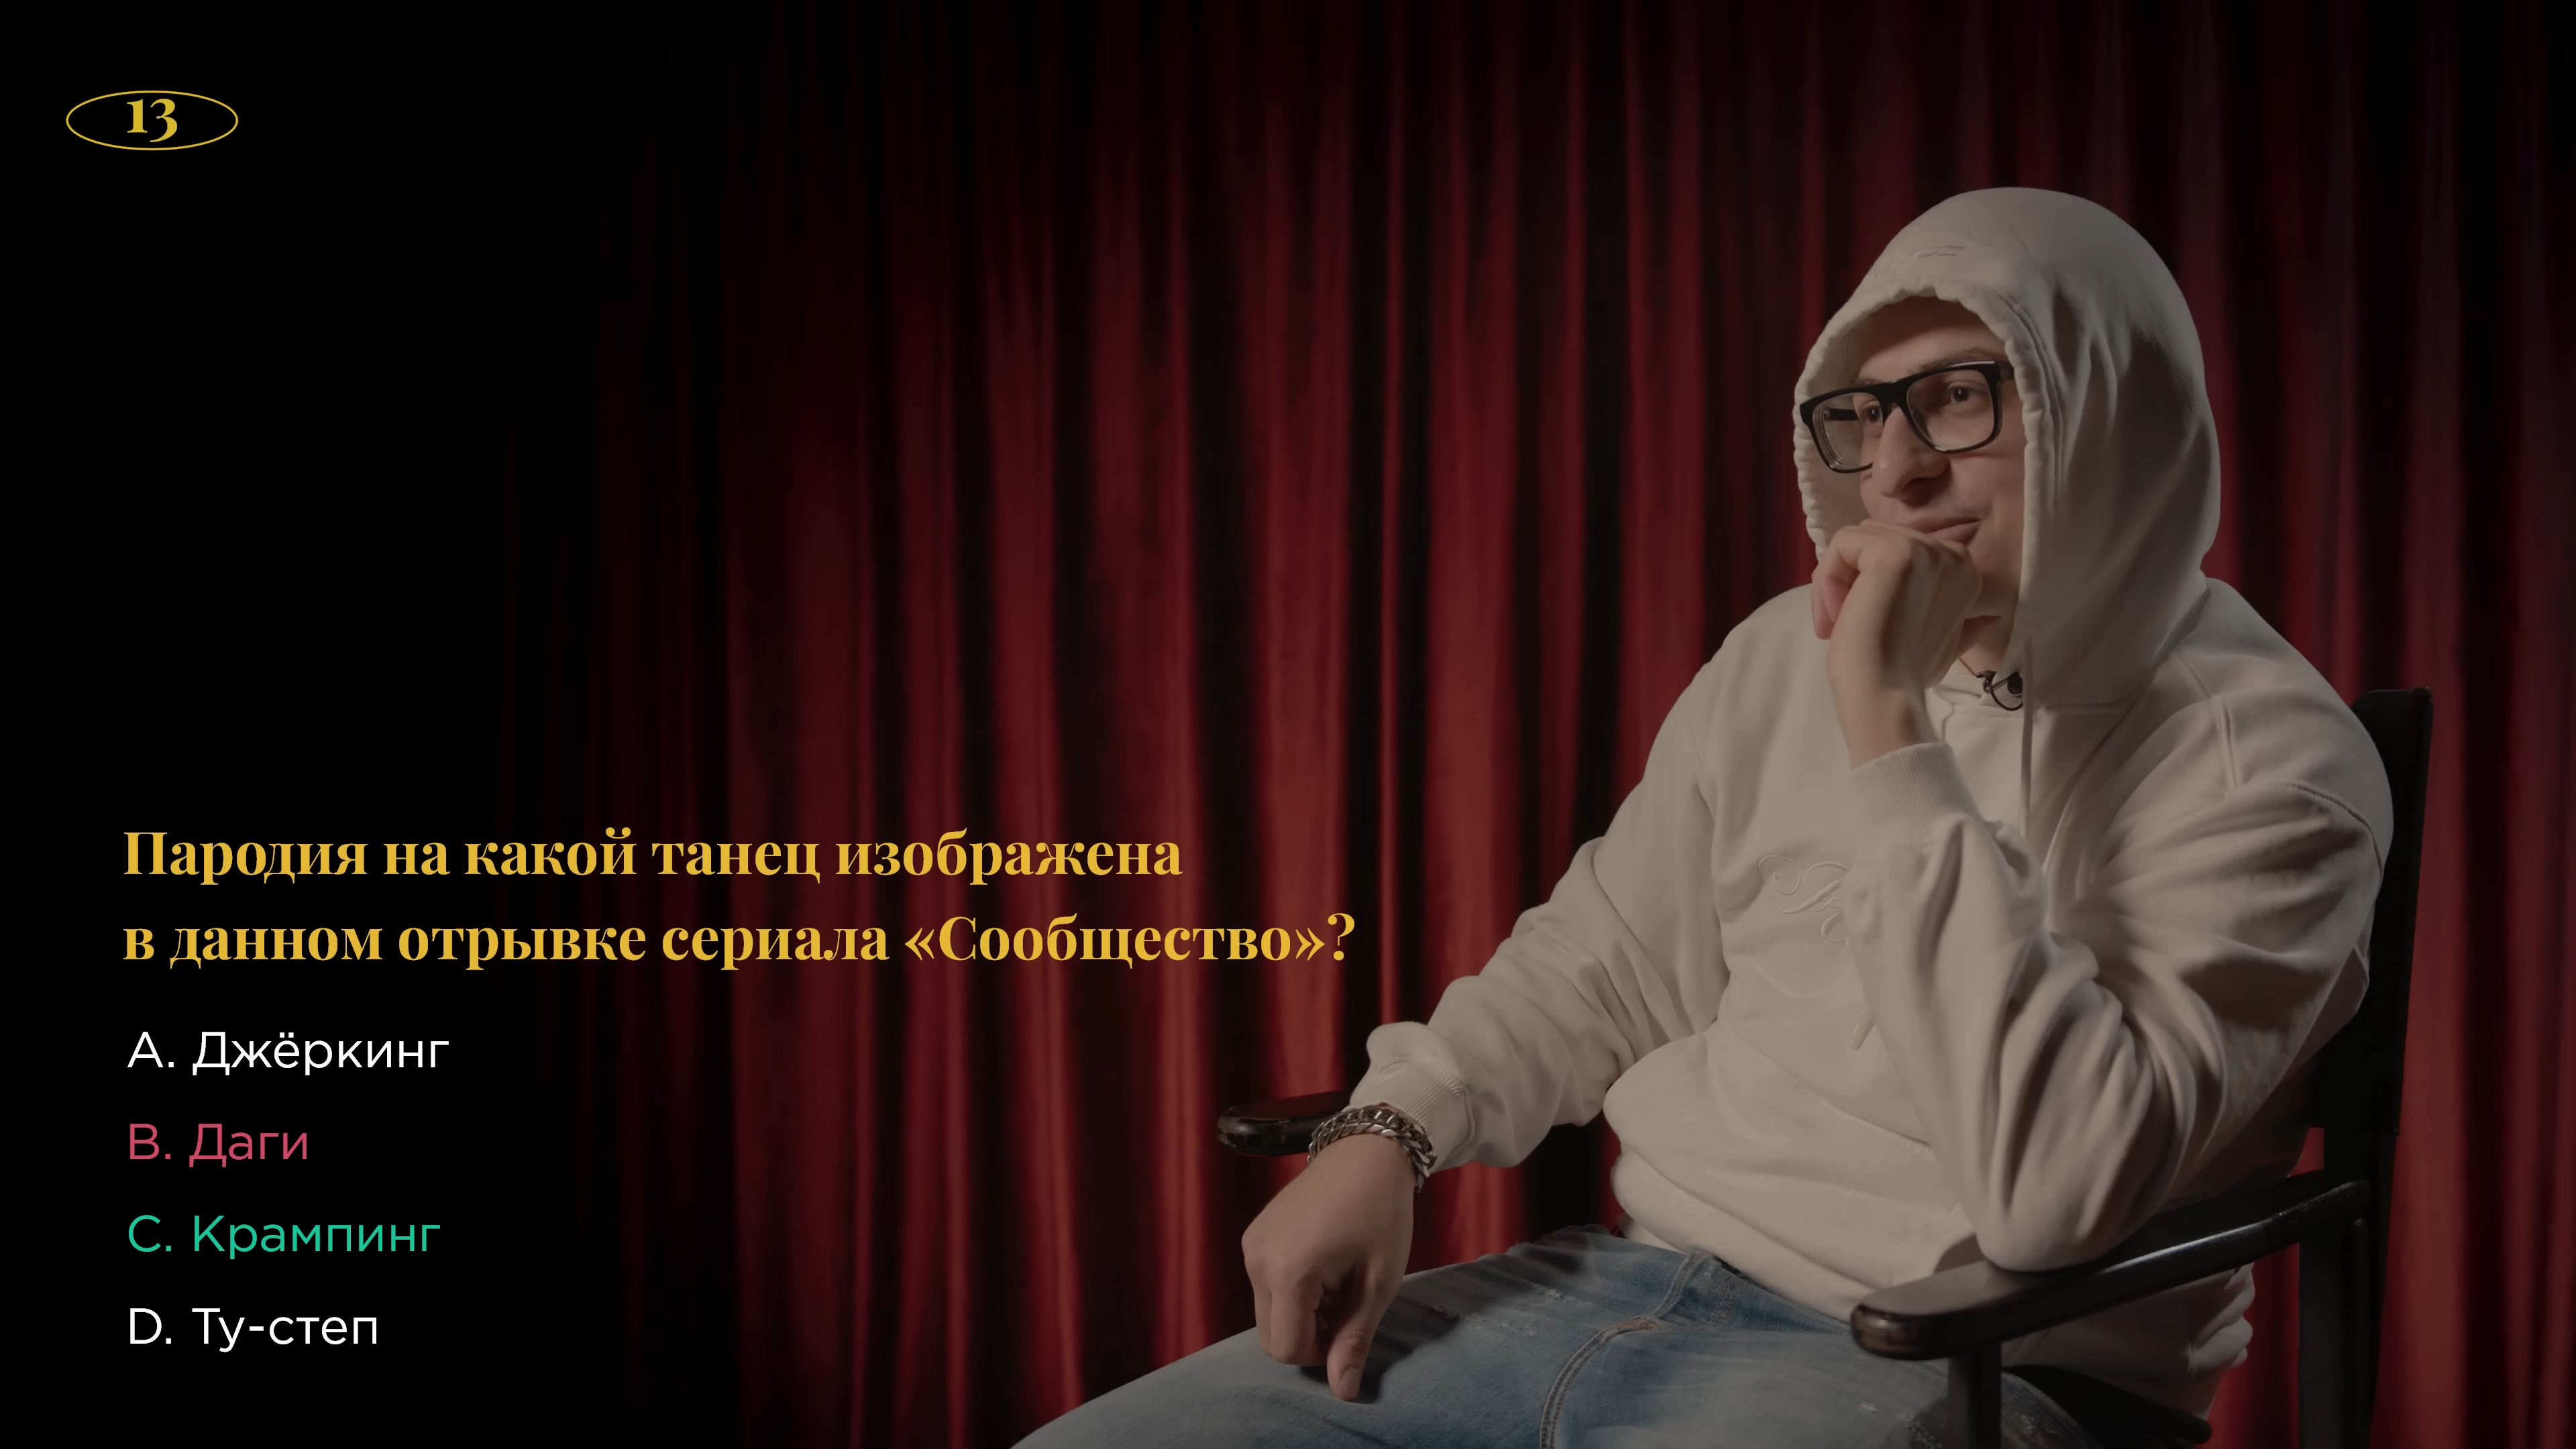 13
Пародия на какой танец изображена
в данном отрывке сериала «Сообщество»?
A. Джёркинг
B. Даги
C. Крампинг
D. Ту-степ